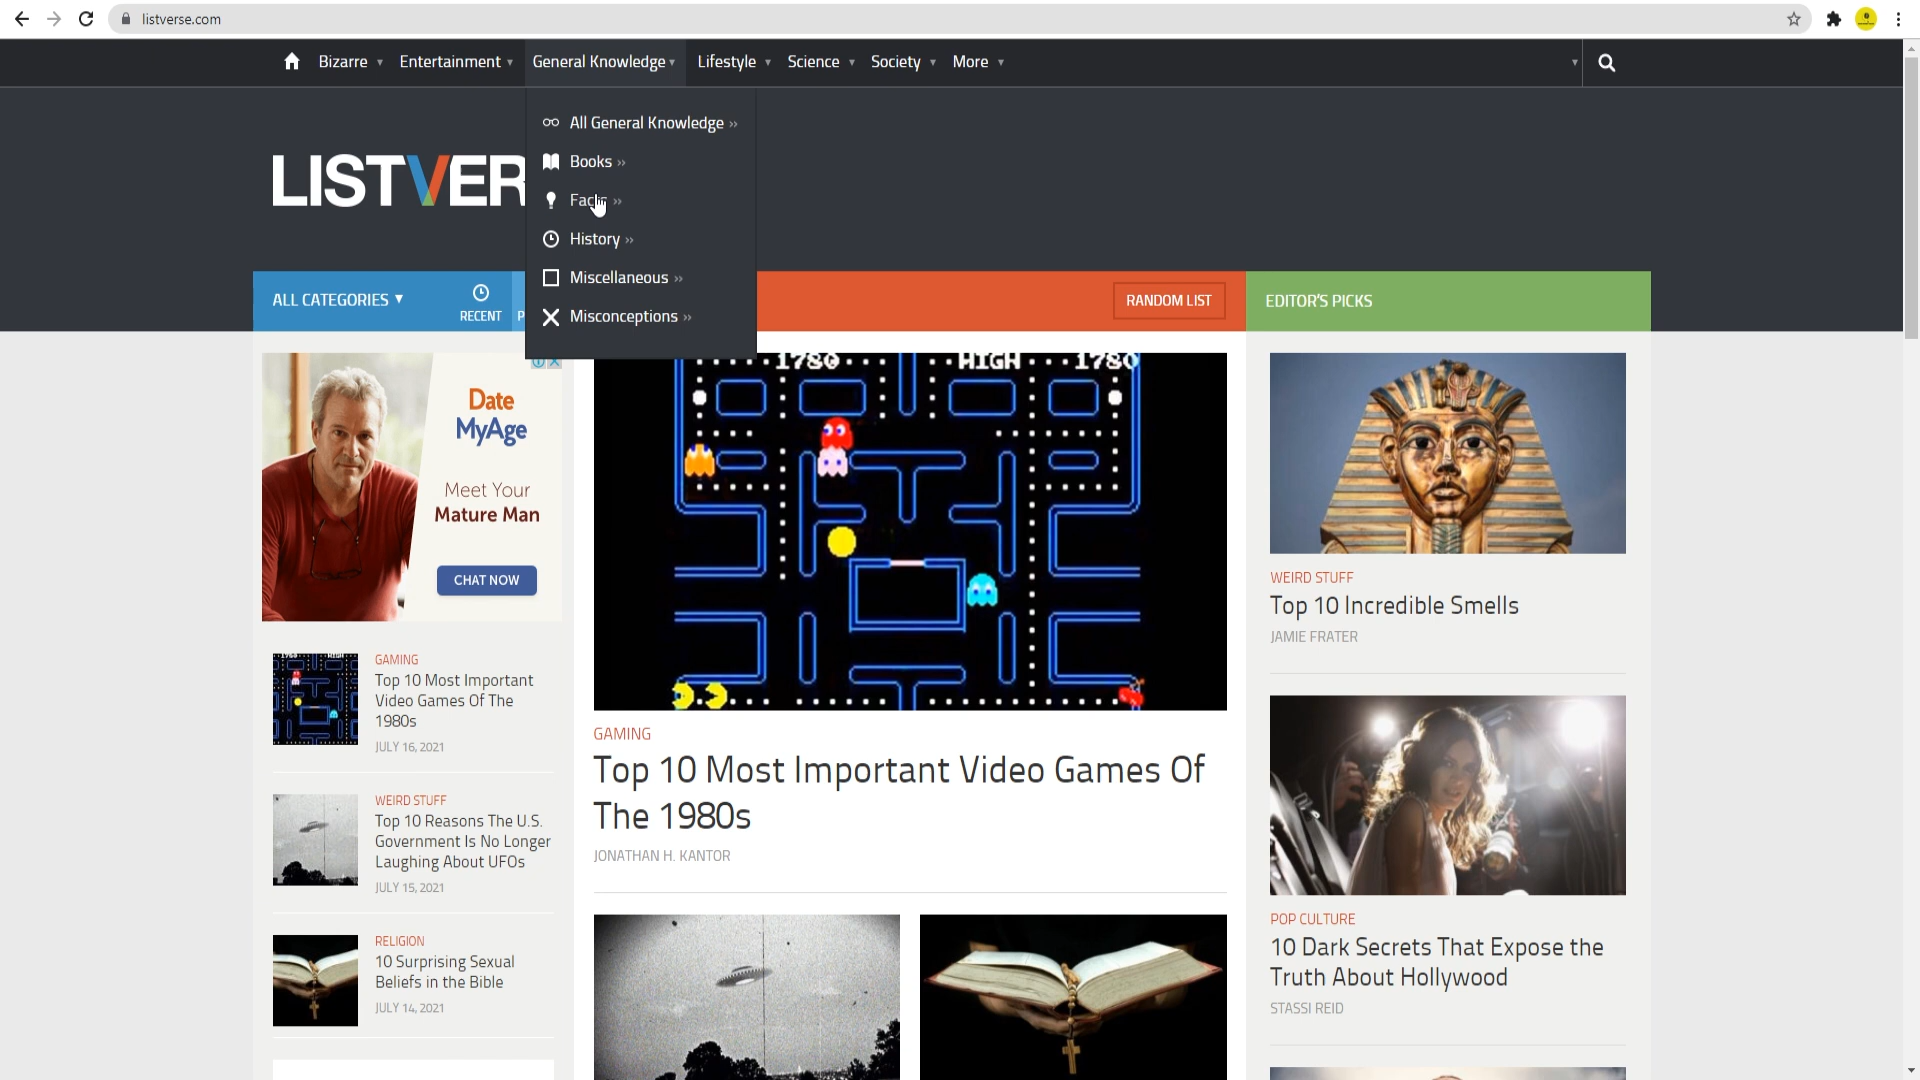 listverse.com
Bizarre
Entertainment
General Knowledge
Lifestyle
Science
Society
More
All General Knowledge »
Books »
»
History »
Miscellaneous »
Misconceptions »
LISTVER
ALL CATEGORIES
RECENT
P
RANDOM LIST
EDITOR'S PICKS
Date
MyAge
Meet Your
Mature Man
CHAT NOW
GAMING
Top 10 Most Important
Video Games Of The
1980s
JULY 16, 2021
WEIRD STUFF
Top 10 Reasons The U.S.
Government Is No Longer
Laughing About UFOs
JULY 15, 2021
RELIGION
10 Surprising Sexual
Beliefs in the Bible
JULY 14, 2021
1780 HIGH 1780
GAMING
Top 10 Most Important Video Games Of
The 1980s
JONATHAN H. KANTOR
WEIRD STUFF
Top 10 Incredible Smells
JAMIE FRATER
POP CULTURE
10 Dark Secrets That Expose the
Truth About Hollywood
STASSI REID